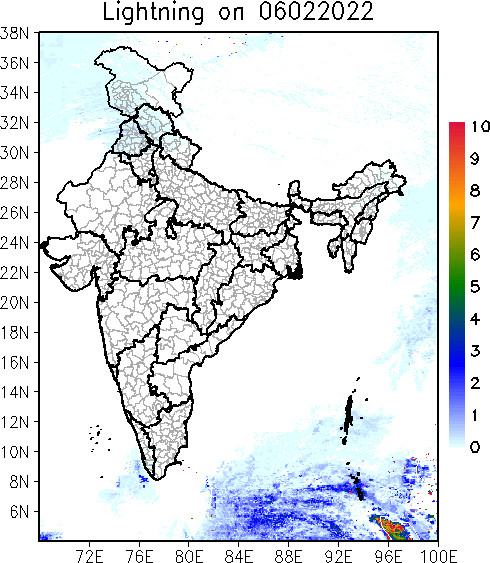 Lightning on 06022022
38N
36N
34N
32N
30N
28N
26N
24N
22N
20N
18N
16N
14N
12N
10N
8N
6N
72E 76E 80E 84E 88E 92E 96E 100E
10
9
8
7
6
5
4
3
2
1
0